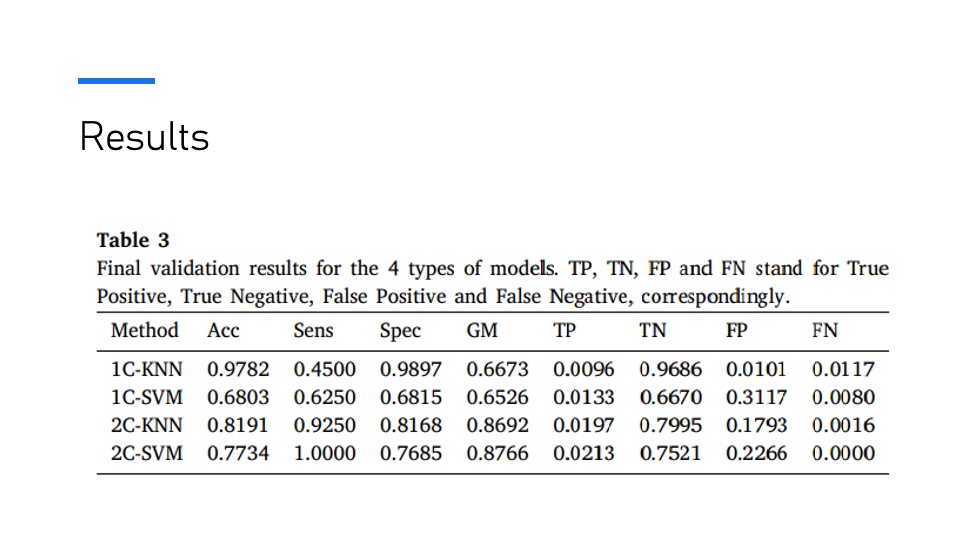 Results
Table 3
Final validation results for the 4 types of models. TP, TN, FP and FN stand for True
Positive, True Negative, False Positive and False Negative, correspondingly.
Method Acc Sens Spec GM TP TN FP FN
1C-KNN 0.9782 0.4500 0.9897 0.6673 0.0096 0.9686 0.0101 0.0117
1C-SVM 0.6803 0.6250 0.6815 0.6526 0.0133 0.6670 0.3117 0.0080
2C-KNN 0.8191 0.9250 0.8168 0.8692 0.0197 0.7995 0.1793 0.0016
2C-SVM 0.7734 1.0000 0.7685 0.8766 0.0213 0.7521 0.2266 0.0000